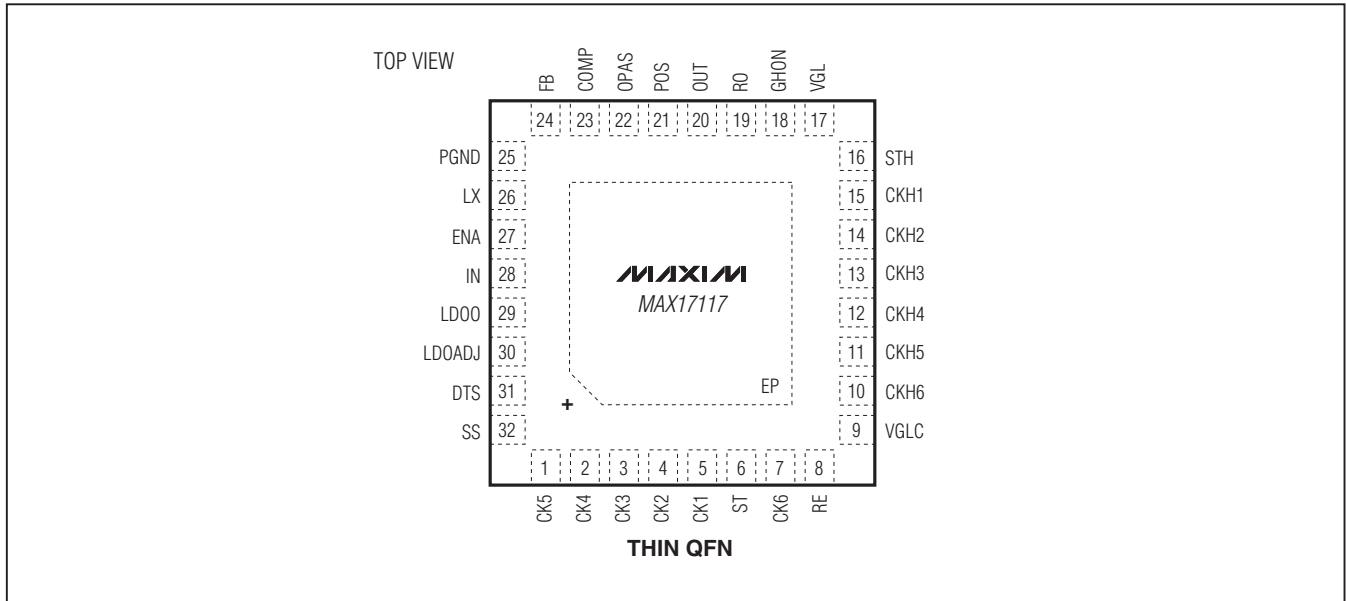 TOP VIEW
FB COMP OPAS POS OUT RO GHON VGL
24 23 22 21 20 19 18 17
PGND 25
16 STH
LX 26
15 CKH1
ENA 27
14 CKH2
IN 28
13 CKH3
MAXIM
MAX17117
LDOO 29
12 CKH4
LDOADJ 30
11 CKH5
DTS 31
10 CKH6
EP
+
SS 32
9 VGLC
1 2 3 4 5 6 7 8
CK5 CK4 CK3 CK2 CK1 ST CK6 RE
THIN QFN